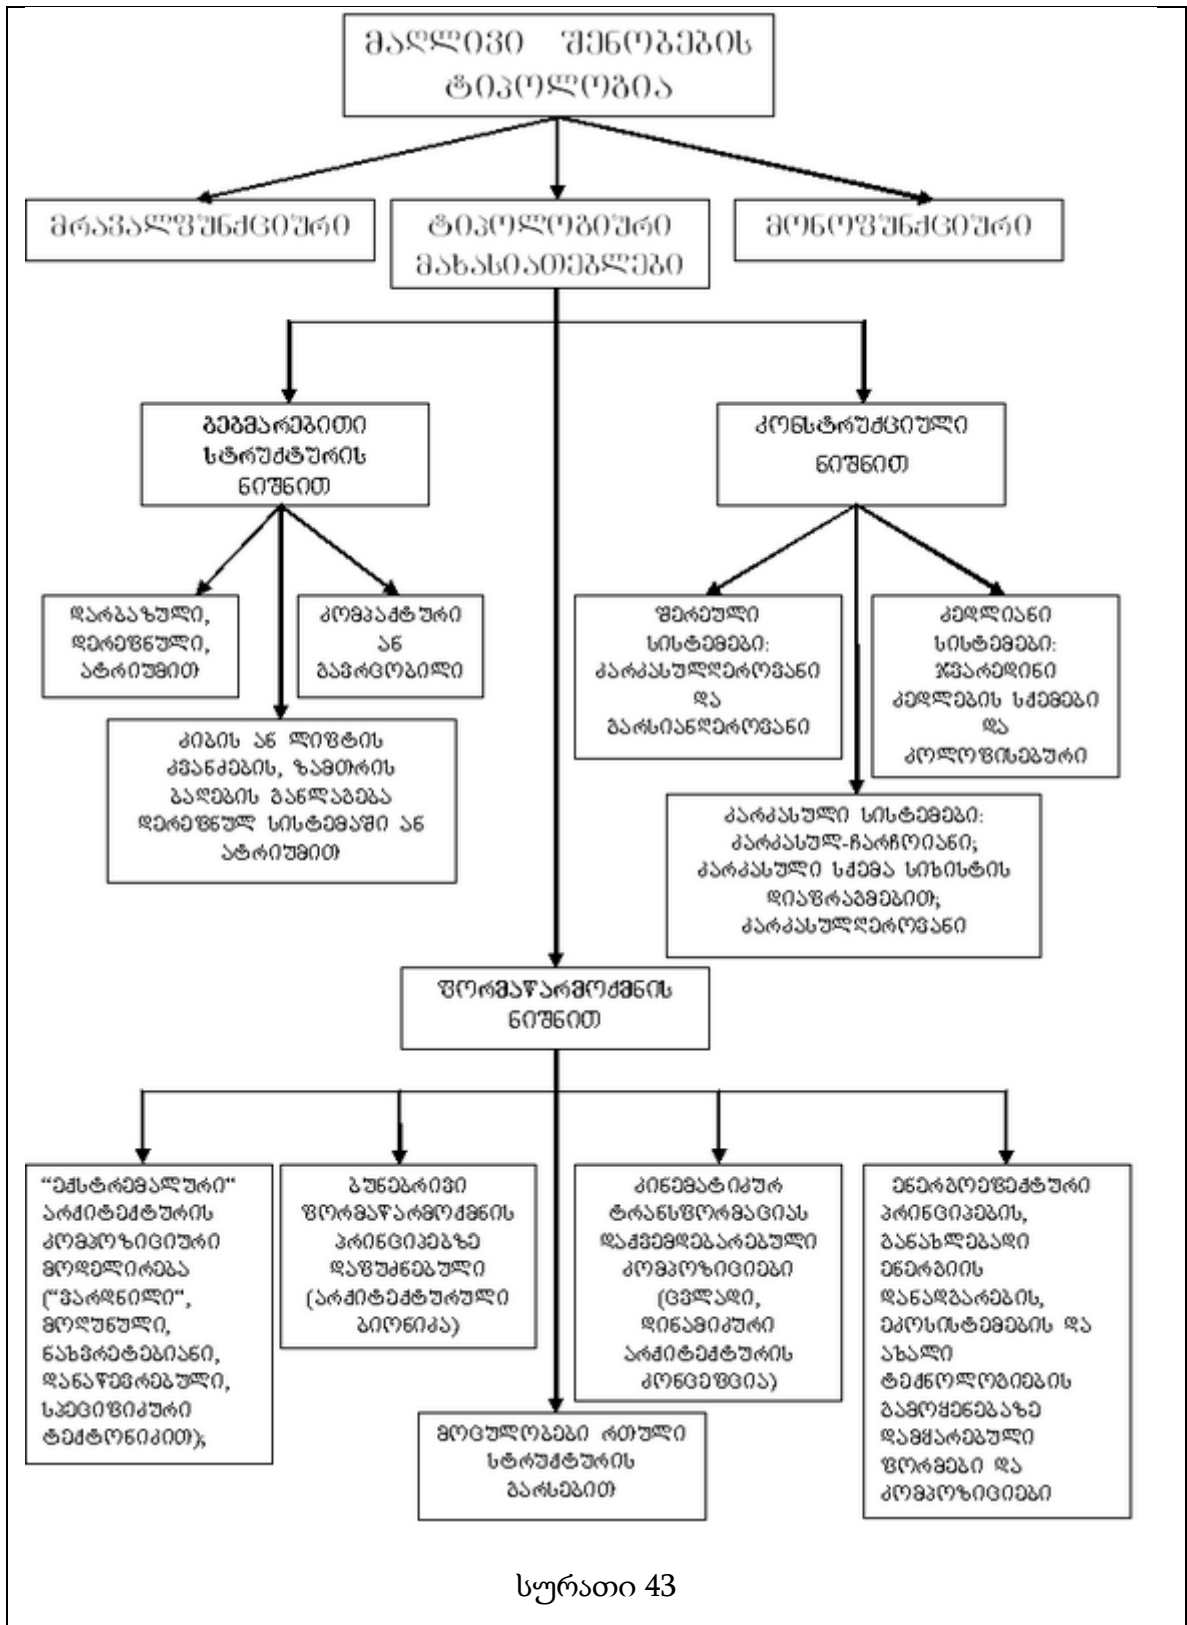 მაღლივი შენობების
ტიპოლოგია
მრავალფუნქციური
ტიპოლოგიური
მახასიათებლები
მონოფუნქციური
გეგმარებითი
სტრუქტურის
ნიშნით
კონსტრუქციული
ნიშნით
დარბაზული,
დერეფნული,
ატრიუმით
კომპაქტური
ან
გავრცობილი
კიბის ან ლიფტის
კვანძების, ზამთრის
ბაღების განლაგება
დერეფნულ სისტემაში ან
ატრიუმით
შერეული
სისტემები:
კარკასულღეროვანი
და
გარსიანღეროვანი
კედლიანი
სისტემები:
ჯვარედინი
კედლების სქემები
და
კოლოფისებური
კარკასული სისტემები:
კარკასულ-ჩარჩოიანი;
კარკასული სქემა სიხისტის
დიაფრაგმებით;
კარკასულღეროვანი
ფორმაწარმოქმნის
ნიშნით
“ექსტრემალური“
არქიტექტურის
კომპოზიციური
მოდელირება
(“ვარდნილი“,
მოღუნული,
ნახვრეტებიანი,
დანაწევრებული,
სპეციფიკური
ტექტონიკით);
ბუნებრივი
ფორმაწარმოქმნის
პრინციპებზე
დაფუძნებული
(არქიტექტურული
ბიონიკა)
მოცულობები რთული
სტრუქტურის
გარსებით
კინემატიკურ
ტრანსფორმაციას
დაქვემდებარებული
კომპოზიციები
(ცვლადი,
დინამიკური
არქიტექტურის
კონცეფცია)
ენერგოეფექტური
პრინციპების,
განახლებადი
ენერგიის
დანადგარების,
ეკოსისტემების და
ახალი
ტექნოლოგიების
გამოყენებაზე
დამყარებული
ფორმები და
კომპოზიციები
სურათი 43